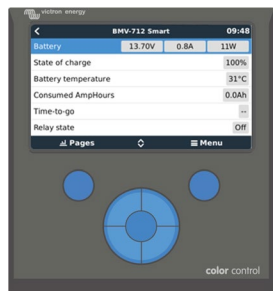 victron energy
BMV-712 Smart 09:48
Battery 13.70V 0.8A 11W
State of charge 100%
Battery temperature 31°C
Consumed AmpHours 0.0Ah
Time-to-go --
Relay state Off
Pages Menu
color control